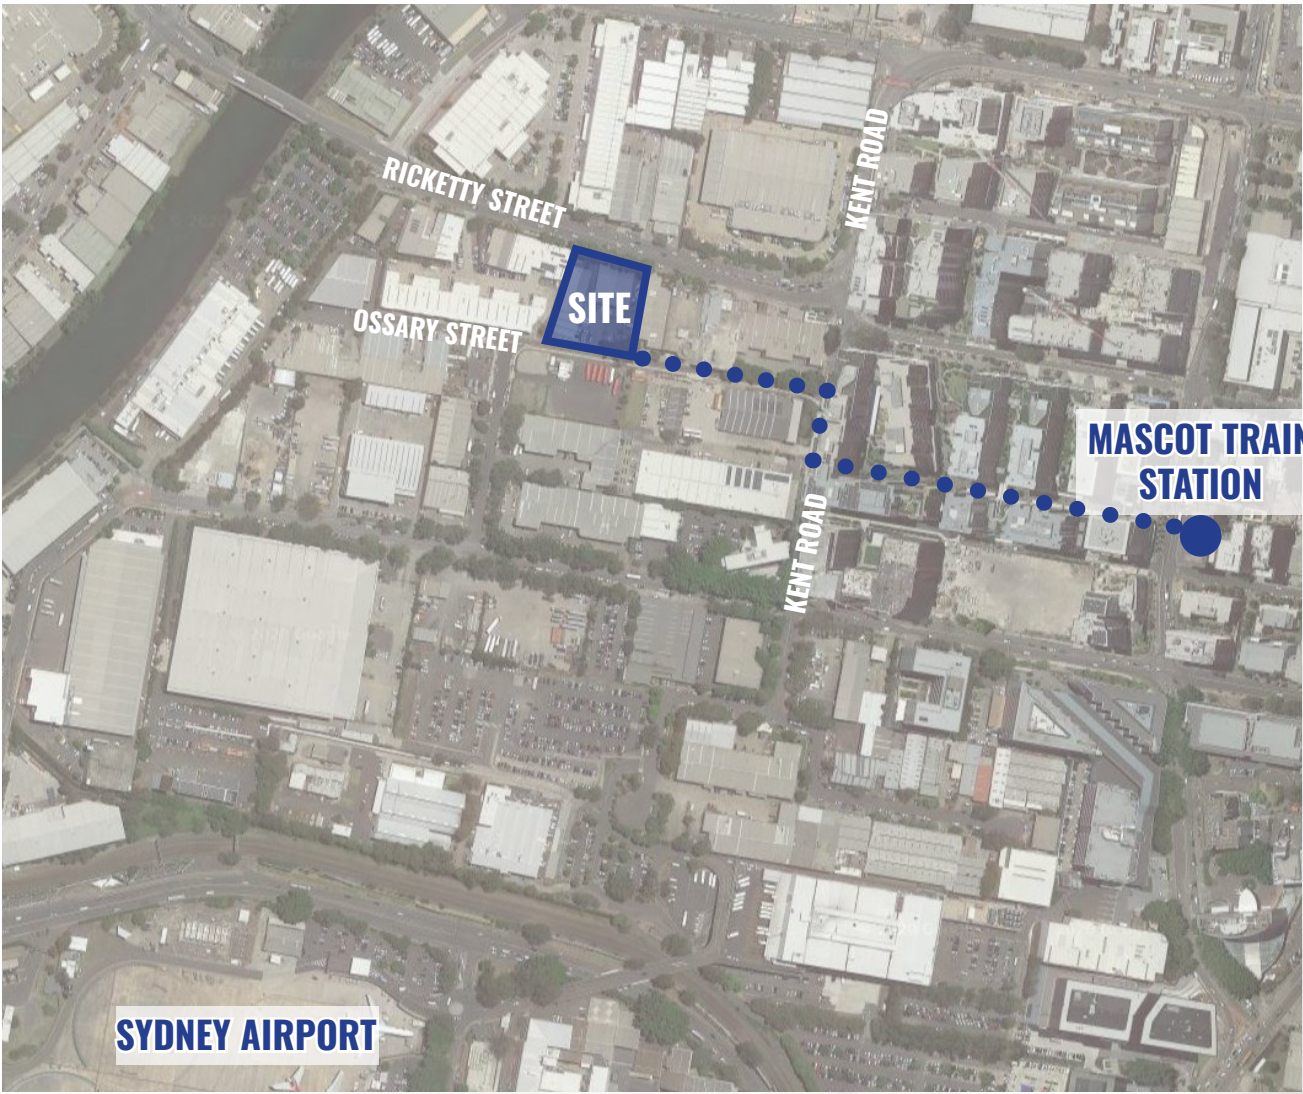 KENT ROAD
RICKETTY STREET
SITE
OSSARY STREET
MASCOT TRAIN
STATION
KENT ROAD
SYDNEY AIRPORT